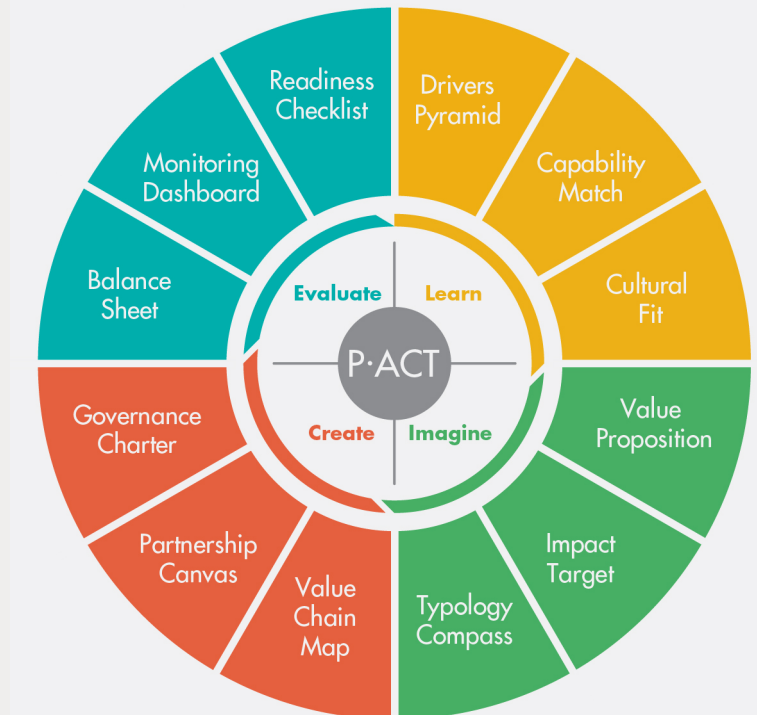 Readiness
Checklist
Drivers
Pyramid
Capability
Match
Cultural
Fit
Value
Proposition
Impact
Target
Typology
Compass
Value
Chain
Map
Partnership
Canvas
Governance
Charter
Balance
Sheet
Monitoring
Dashboard
Evaluate
Learn
P·ACT
Create
Imagine